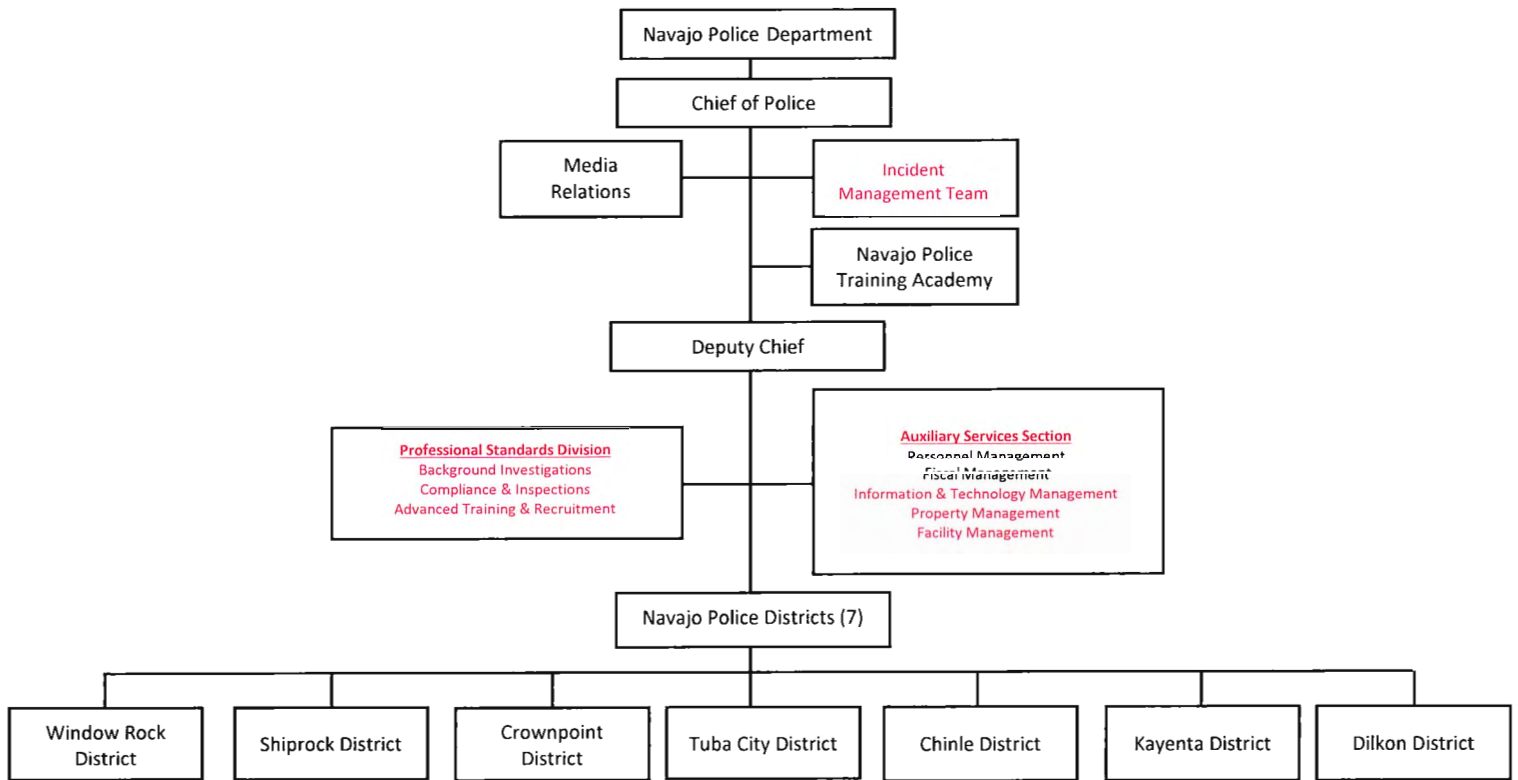 Navajo Police Department
Chief of Police
Media
Relations
Incident
Management Team
Navajo Police
Training Academy
Deputy Chief
Professional Standards Division
Background Investigations
Compliance & Inspections
Advanced Training & Recruitment
Auxiliary Services Section
Personnel Management
Fiscal Management
Information & Technology Management
Property Management
Facility Management
Navajo Police Districts (7)
Window Rock
District
Shiprock District
Crownpoint
District
Tuba City District
Chinle District
Kayenta District
Dilkon District